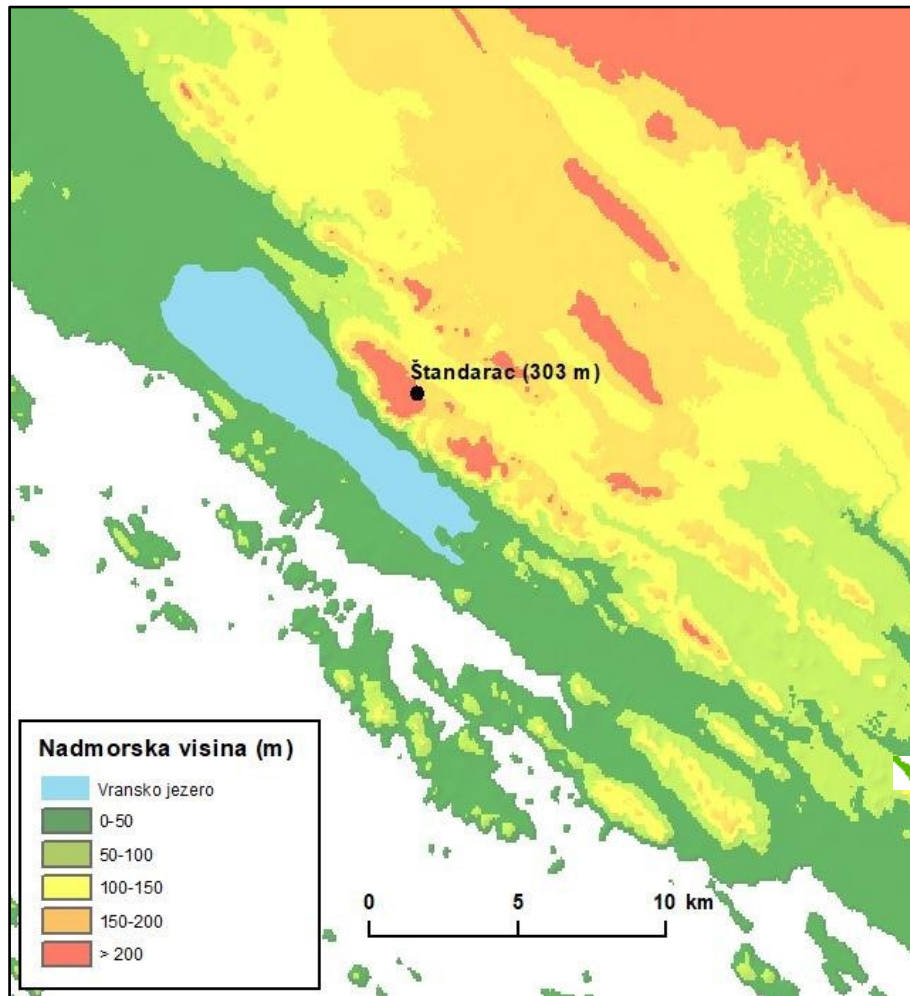 Štandarac (303 m)
Nadmorska visina (m)
Vransko jezero
0-50
50-100
100-150
150-200
> 200
0 5 10 km